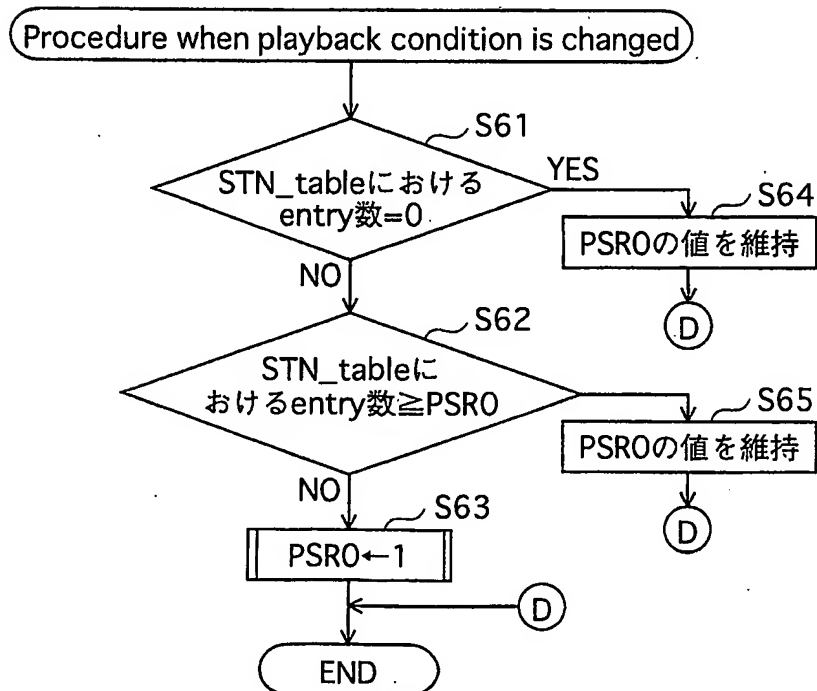 Procedure when playback condition is changed
S61
STN_tableにおける
entry数=0
YES
S64
PSR0の値を維持
D
NO
S62
STN_tableに
おけるentry数≧PSR0
S65
PSR0の値を維持
D
NO
S63
PSR0←1
D
END